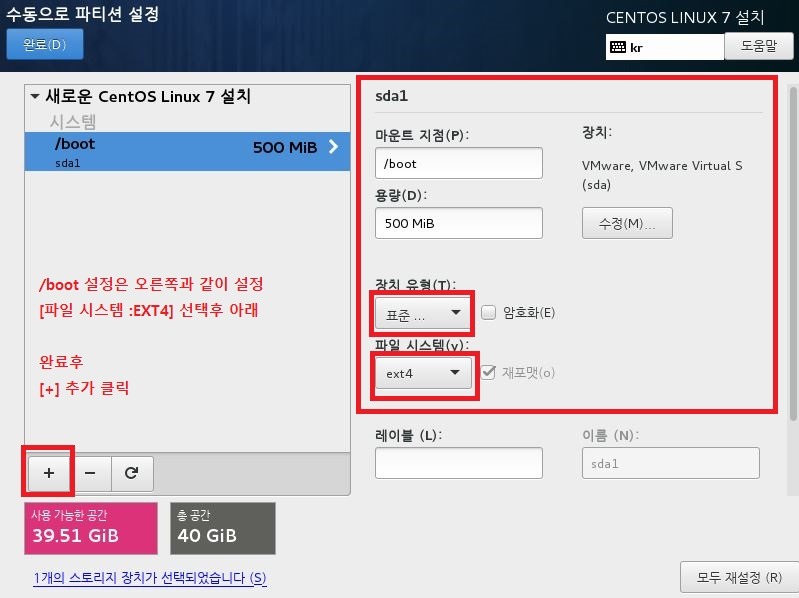 수동으로 파티션 설정
CENTOS LINUX 7 설치
완료(D)
kr
도움말
새로운 CentOS Linux 7 설치
시스템
/boot
500 MiB
sda1
/boot 설정은 오른쪽과 같이 설정
[파일 시스템 :EXT4] 선택후 아래
완료후
[+] 추가 클릭
+
−
사용 가능한 공간
39.51 GiB
총 공간
40 GiB
1개의 스토리지 장치가 선택되었습니다 (S)
sda1
마운트 지점(P):
/boot
용량(D):
500 MiB
장치:
VMware, VMware Virtual S
(sda)
수정(M)...
장치 유형(T):
표준 ...
암호화(E)
파일 시스템(y):
ext4
재포맷(o)
레이블 (L):
이름 (N):
sda1
모두 재설정 (R)